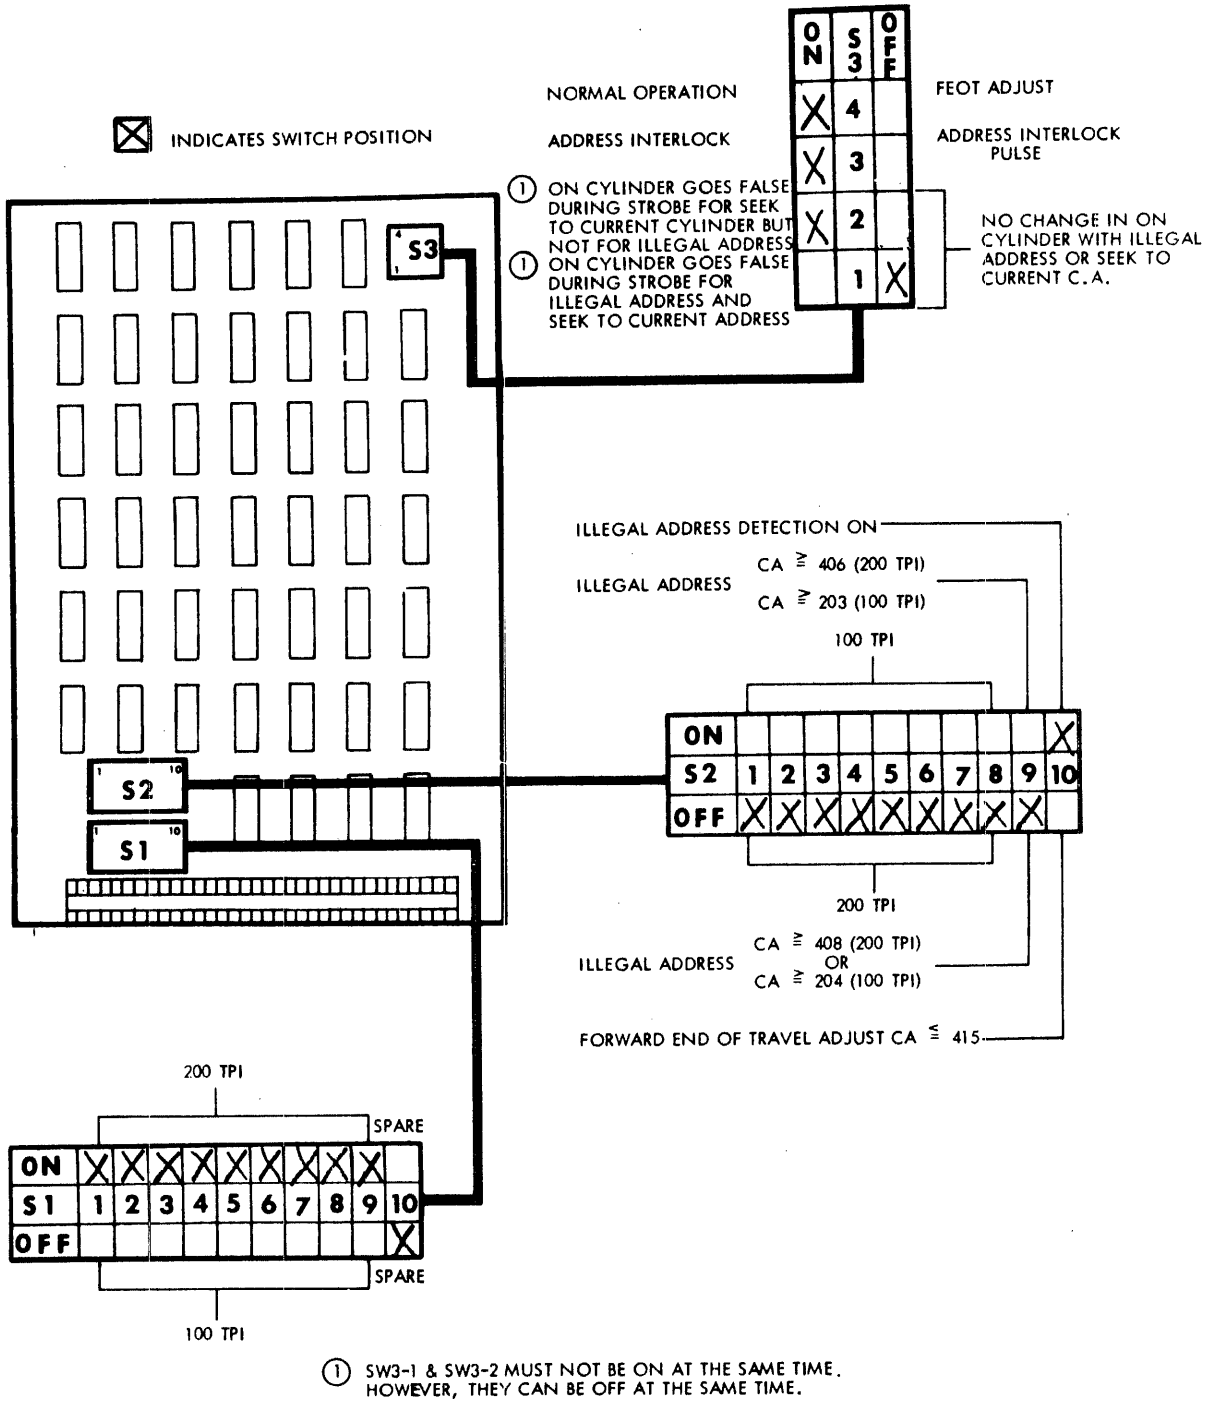 ON
S3
OFF
4
3
2
1
NORMAL OPERATION
FEOT ADJUST
INDICATES SWITCH POSITION
ADDRESS INTERLOCK
ADDRESS INTERLOCK
PULSE
1 ON CYLINDER GOES FALSE
DURING STROBE FOR SEEK
TO CURRENT CYLINDER BUT
NOT FOR ILLEGAL ADDRESS
1 ON CYLINDER GOES FALSE
DURING STROBE FOR
ILLEGAL ADDRESS AND
SEEK TO CURRENT ADDRESS
NO CHANGE IN ON
CYLINDER WITH ILLEGAL
ADDRESS OR SEEK TO
CURRENT C.A.
4
S3
1
ILLEGAL ADDRESS DETECTION ON
CA ≧ 406 (200 TPI)
ILLEGAL ADDRESS
CA ≧ 203 (100 TPI)
100 TPI
ON
S2 1 2 3 4 5 6 7 8 9 10
OFF
200 TPI
CA ≧ 408 (200 TPI)
ILLEGAL ADDRESS OR
CA ≧ 204 (100 TPI)
FORWARD END OF TRAVEL ADJUST CA ≦ 415
1 10
S2
1 10
S1
200 TPI
SPARE
ON
S1 1 2 3 4 5 6 7 8 9 10
OFF
SPARE
100 TPI
1 SW3-1 & SW3-2 MUST NOT BE ON AT THE SAME TIME.
HOWEVER, THEY CAN BE OFF AT THE SAME TIME.